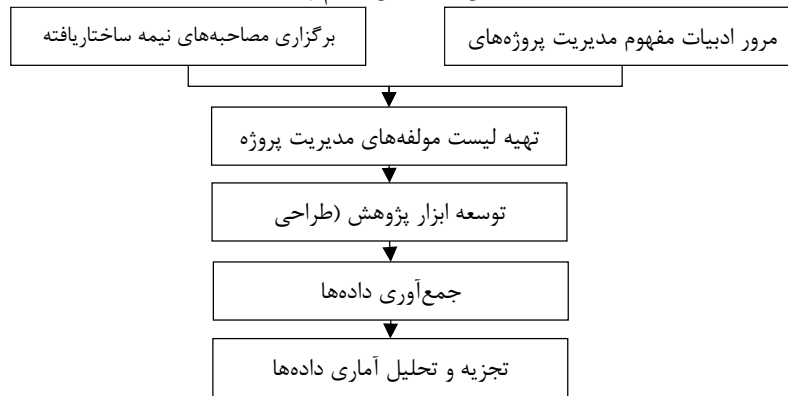 مرور ادبیات مفهوم مدیریت پروژه‌های
برگزاری مصاحبه‌های نیمه ساختاریافته
تهیه لیست مولفه‌های مدیریت پروژه
توسعه ابزار پژوهش (طراحی
جمع‌آوری داده‌ها
تجزیه و تحلیل آماری داده‌ها